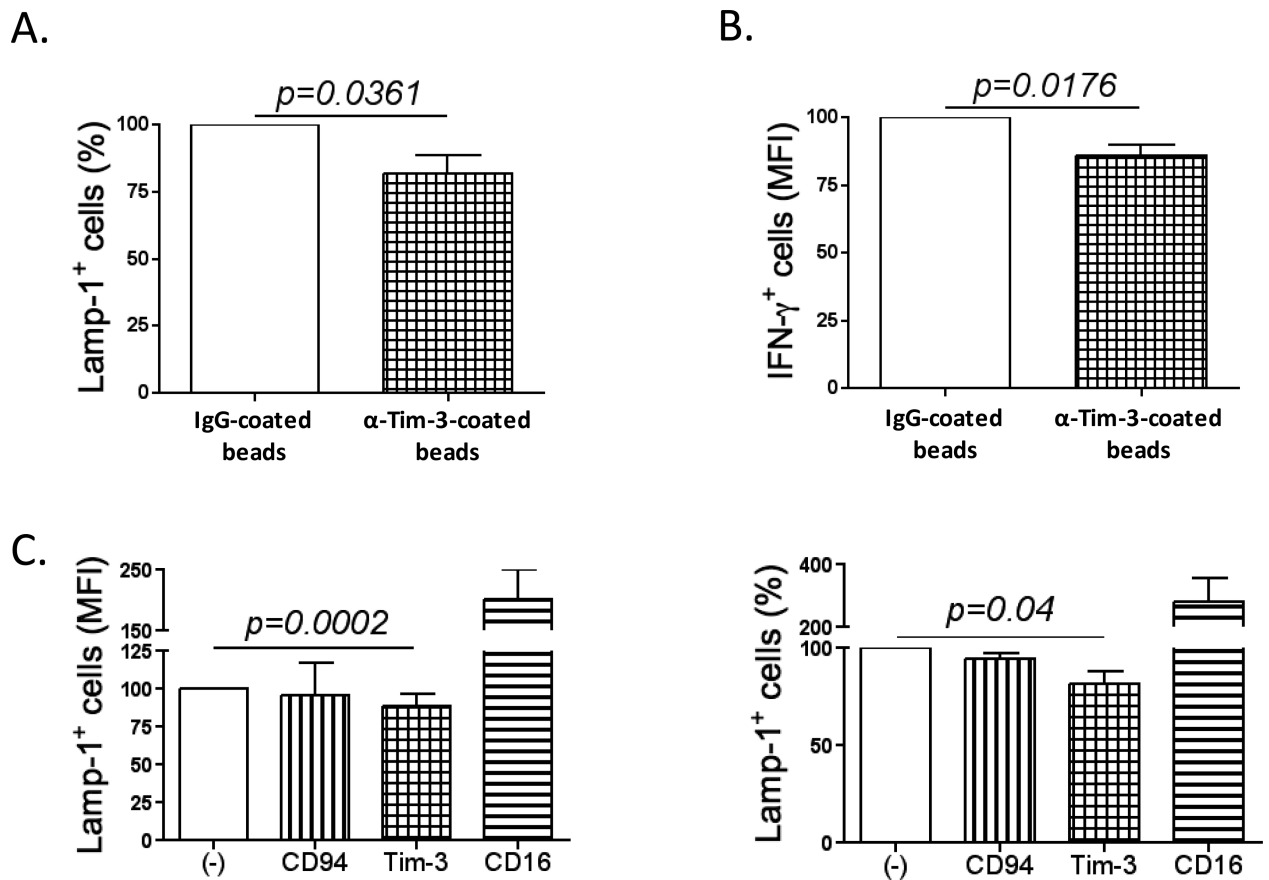 A.
p=0.0361
Lamp-1⁺ cells (%)
100
75
50
25
0
IgG-coated
beads
α-Tim-3-coated
beads
B.
p=0.0176
IFN-γ⁺ cells (MFI)
100
75
50
25
0
IgG-coated
beads
α-Tim-3-coated
beads
C.
p=0.0002
Lamp-1⁺ cells (MFI)
250
150
125
100
75
50
25
0
(-)
CD94
Tim-3
CD16
p=0.04
Lamp-1⁺ cells (%)
400
200
100
50
0
(-)
CD94
Tim-3
CD16